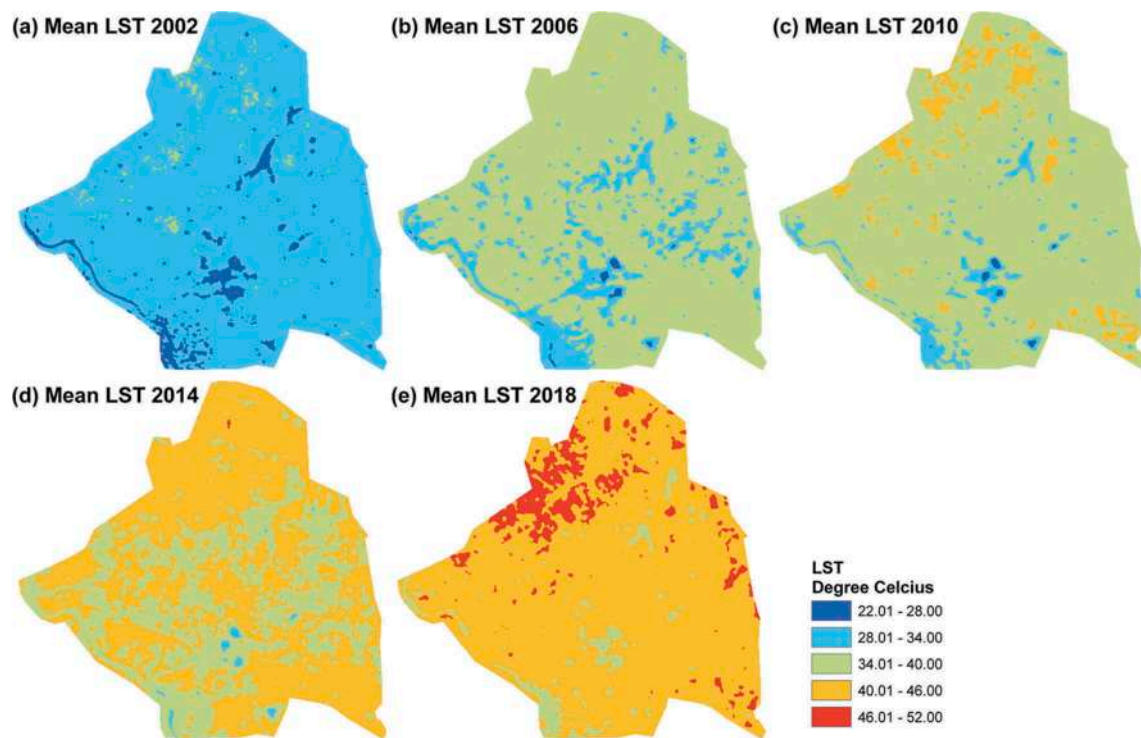 (a) Mean LST 2002
(b) Mean LST 2006
(c) Mean LST 2010
(d) Mean LST 2014
(e) Mean LST 2018
LST
Degree Celcius
22.01 - 28.00
28.01 - 34.00
34.01 - 40.00
40.01 - 46.00
46.01 - 52.00